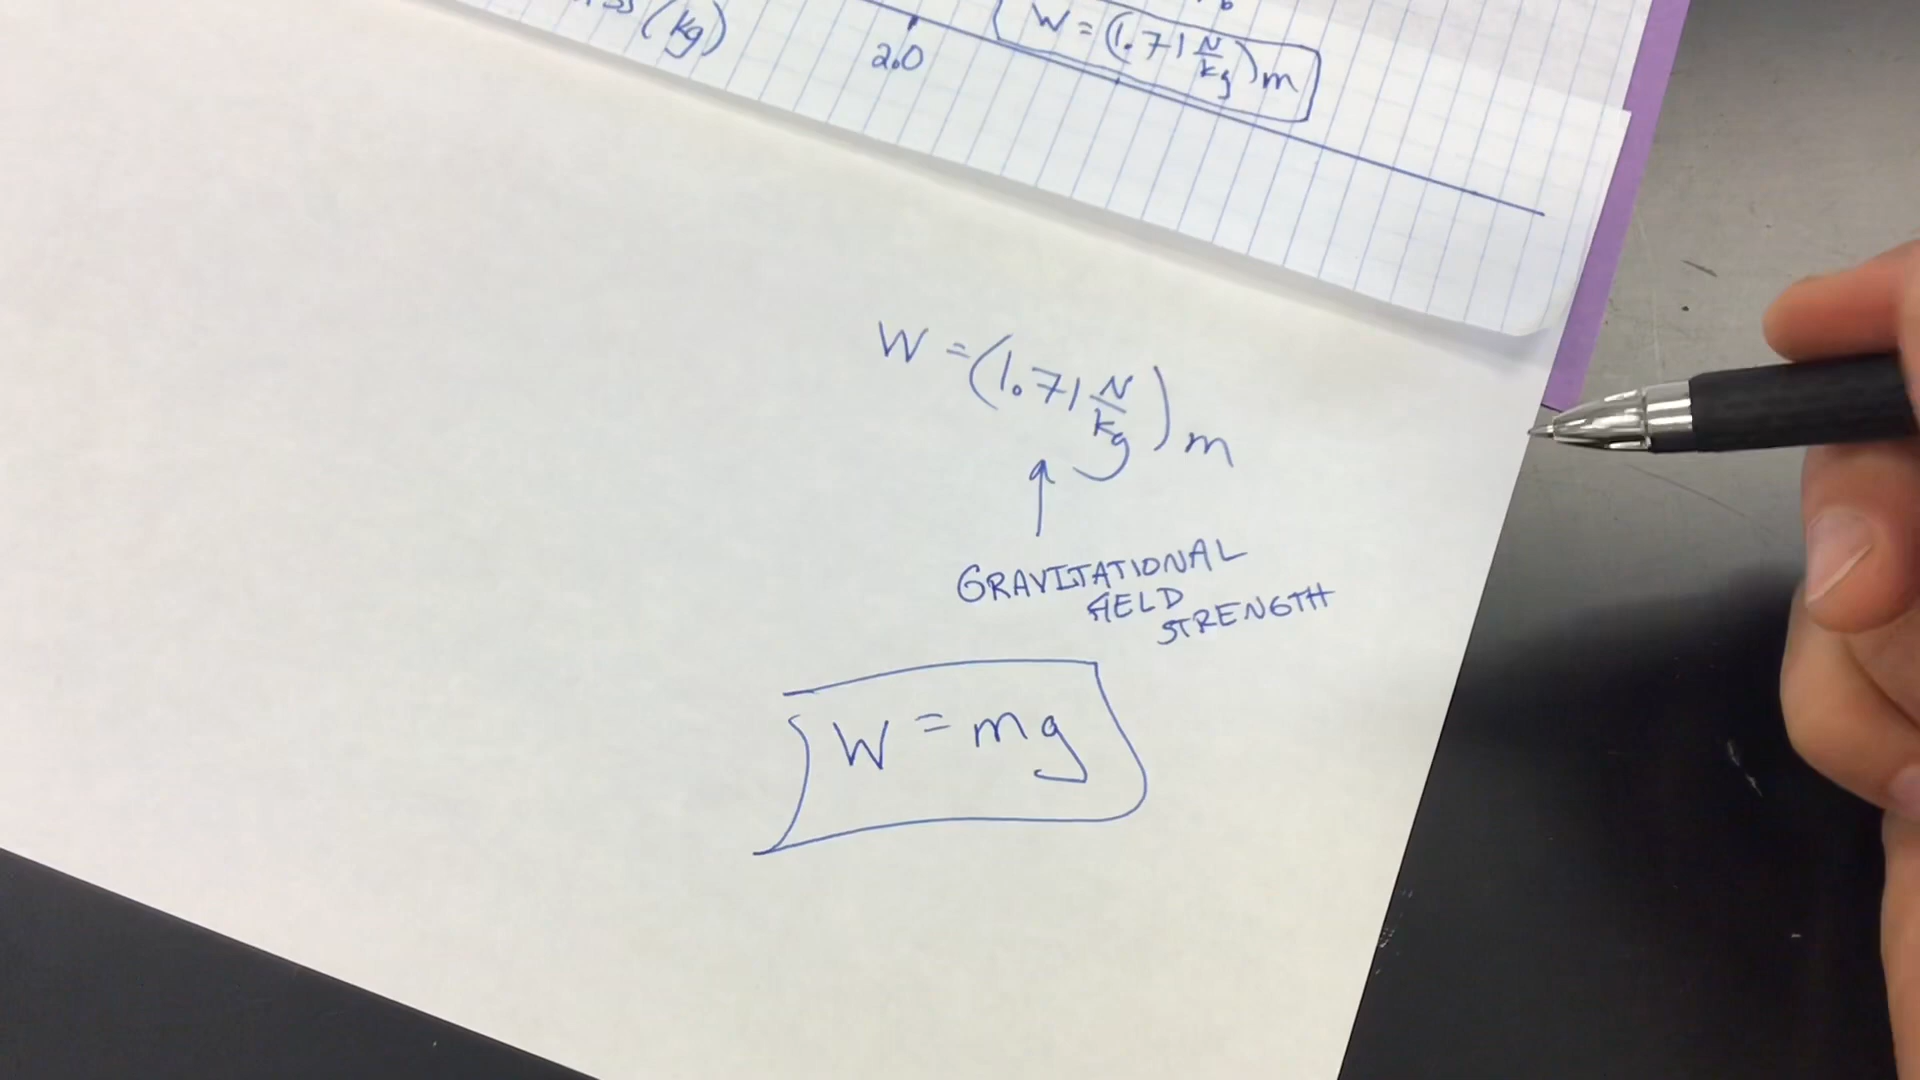 (kg)
2.0
W = (1.71 N/kg) m
W = (1.71 N/kg) m
GRAVITATIONAL
FIELD
STRENGTH
W = mg